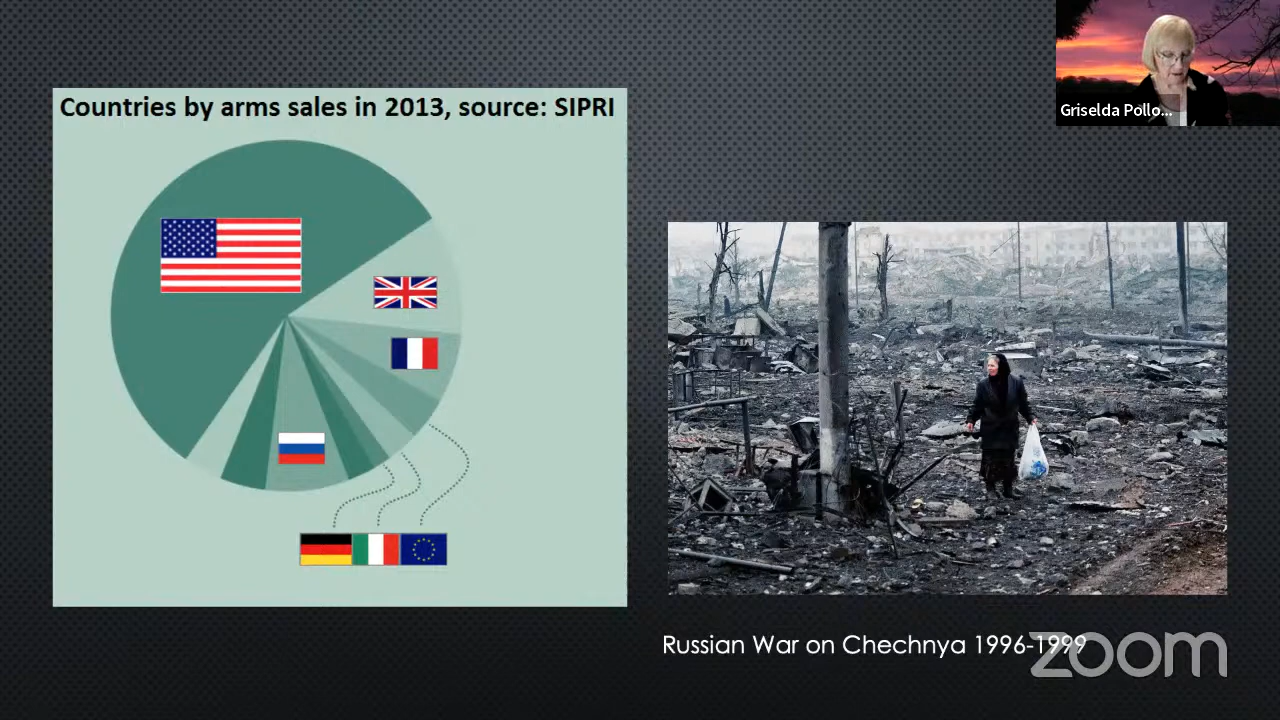 Griselda Pollo...
Countries by arms sales in 2013, source: SIPRI
Russian War on Chechnya 1996-1999
zoom